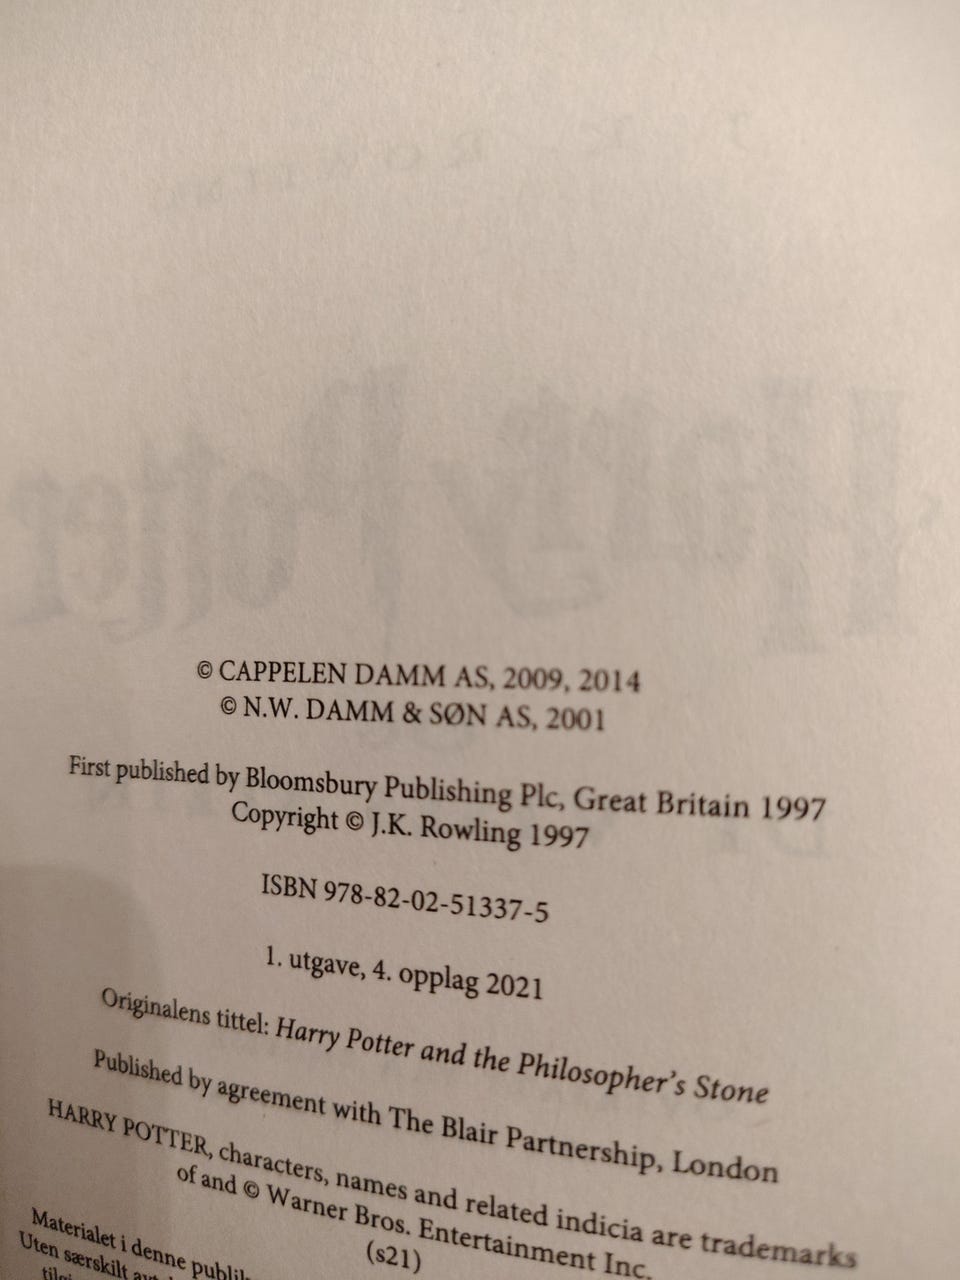 © CAPPELEN DAMM AS, 2009, 2014
© N.W. DAMM & SØN AS, 2001
First published by Bloomsbury Publishing Plc, Great Britain 1997
Copyright © J.K. Rowling 1997
ISBN 978-82-02-51337-5
1. utgave, 4. opplag 2021
Originalens tittel: Harry Potter and the Philosopher's Stone
Published by agreement with The Blair Partnership, London
HARRY POTTER, characters, names and related indicia are trademarks
of and © Warner Bros. Entertainment Inc.
(s21)
Materialet i denne
Uten særskilt